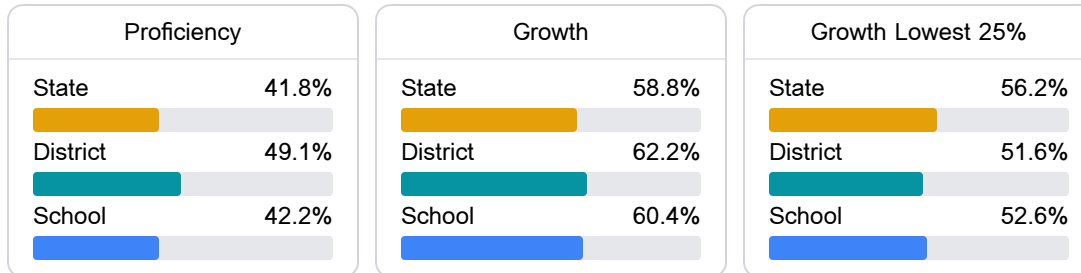 Proficiency
State 41.8%
District 49.1%
School 42.2%
Growth
State 58.8%
District 62.2%
School 60.4%
Growth Lowest 25%
State 56.2%
District 51.6%
School 52.6%